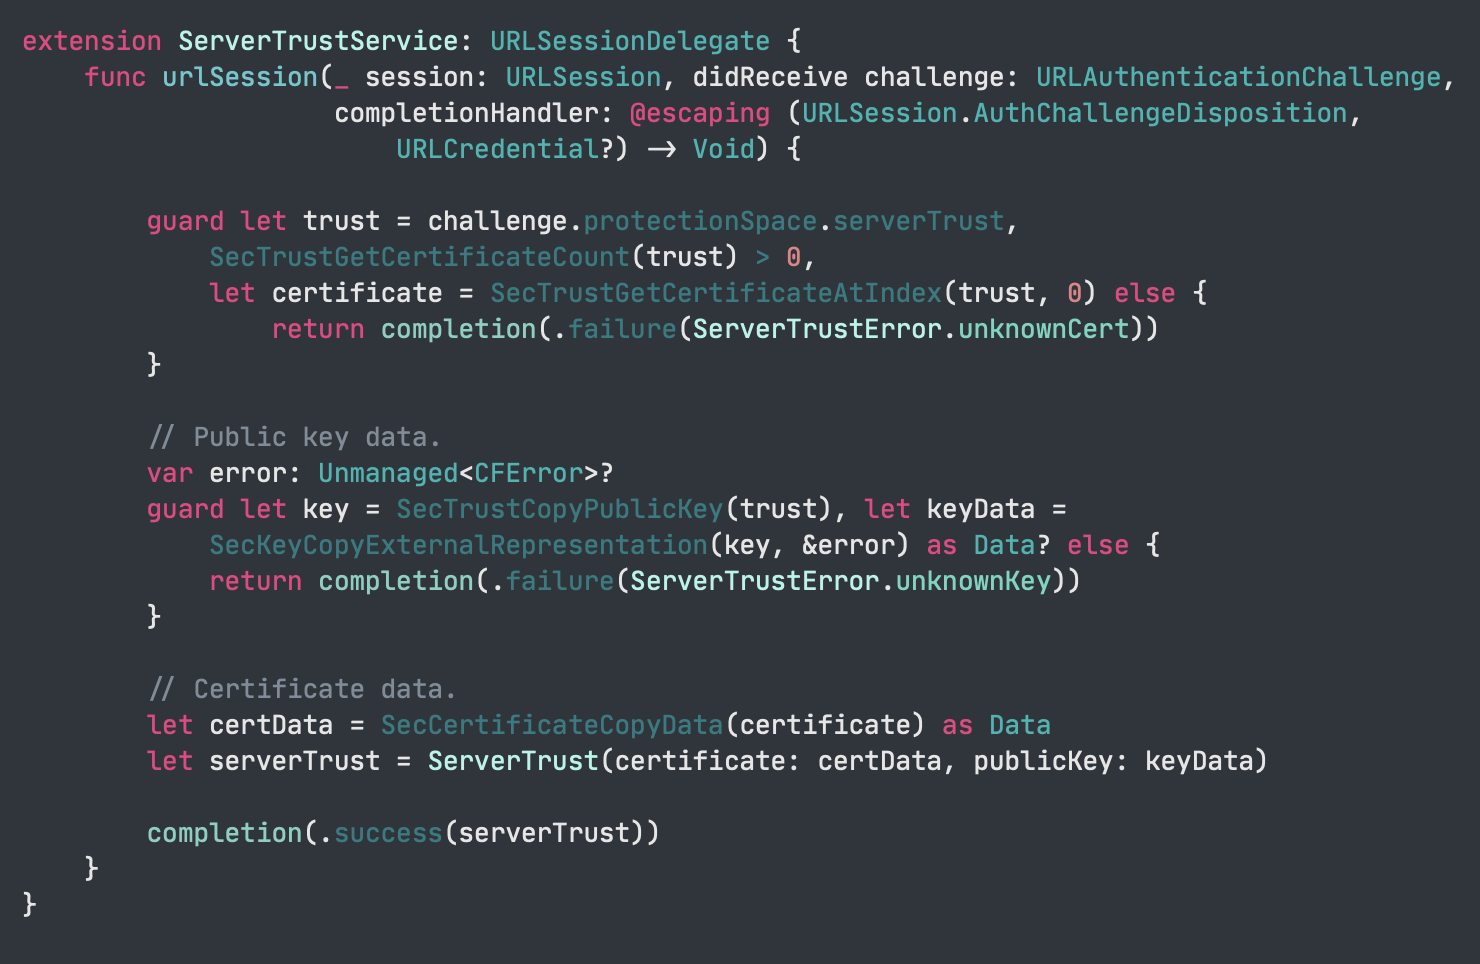 extension ServerTrustService: URLSessionDelegate {
    func urlSession(_ session: URLSession, didReceive challenge: URLAuthenticationChallenge,
                    completionHandler: @escaping (URLSession.AuthChallengeDisposition,
                        URLCredential?) -> Void) {

        guard let trust = challenge.protectionSpace.serverTrust,
            SecTrustGetCertificateCount(trust) > 0,
            let certificate = SecTrustGetCertificateAtIndex(trust, 0) else {
                return completion(.failure(ServerTrustError.unknownCert))
        }

        // Public key data.
        var error: Unmanaged<CFError>?
        guard let key = SecTrustCopyPublicKey(trust), let keyData =
            SecKeyCopyExternalRepresentation(key, &error) as Data? else {
            return completion(.failure(ServerTrustError.unknownKey))
        }

        // Certificate data.
        let certData = SecCertificateCopyData(certificate) as Data
        let serverTrust = ServerTrust(certificate: certData, publicKey: keyData)

        completion(.success(serverTrust))
    }
}